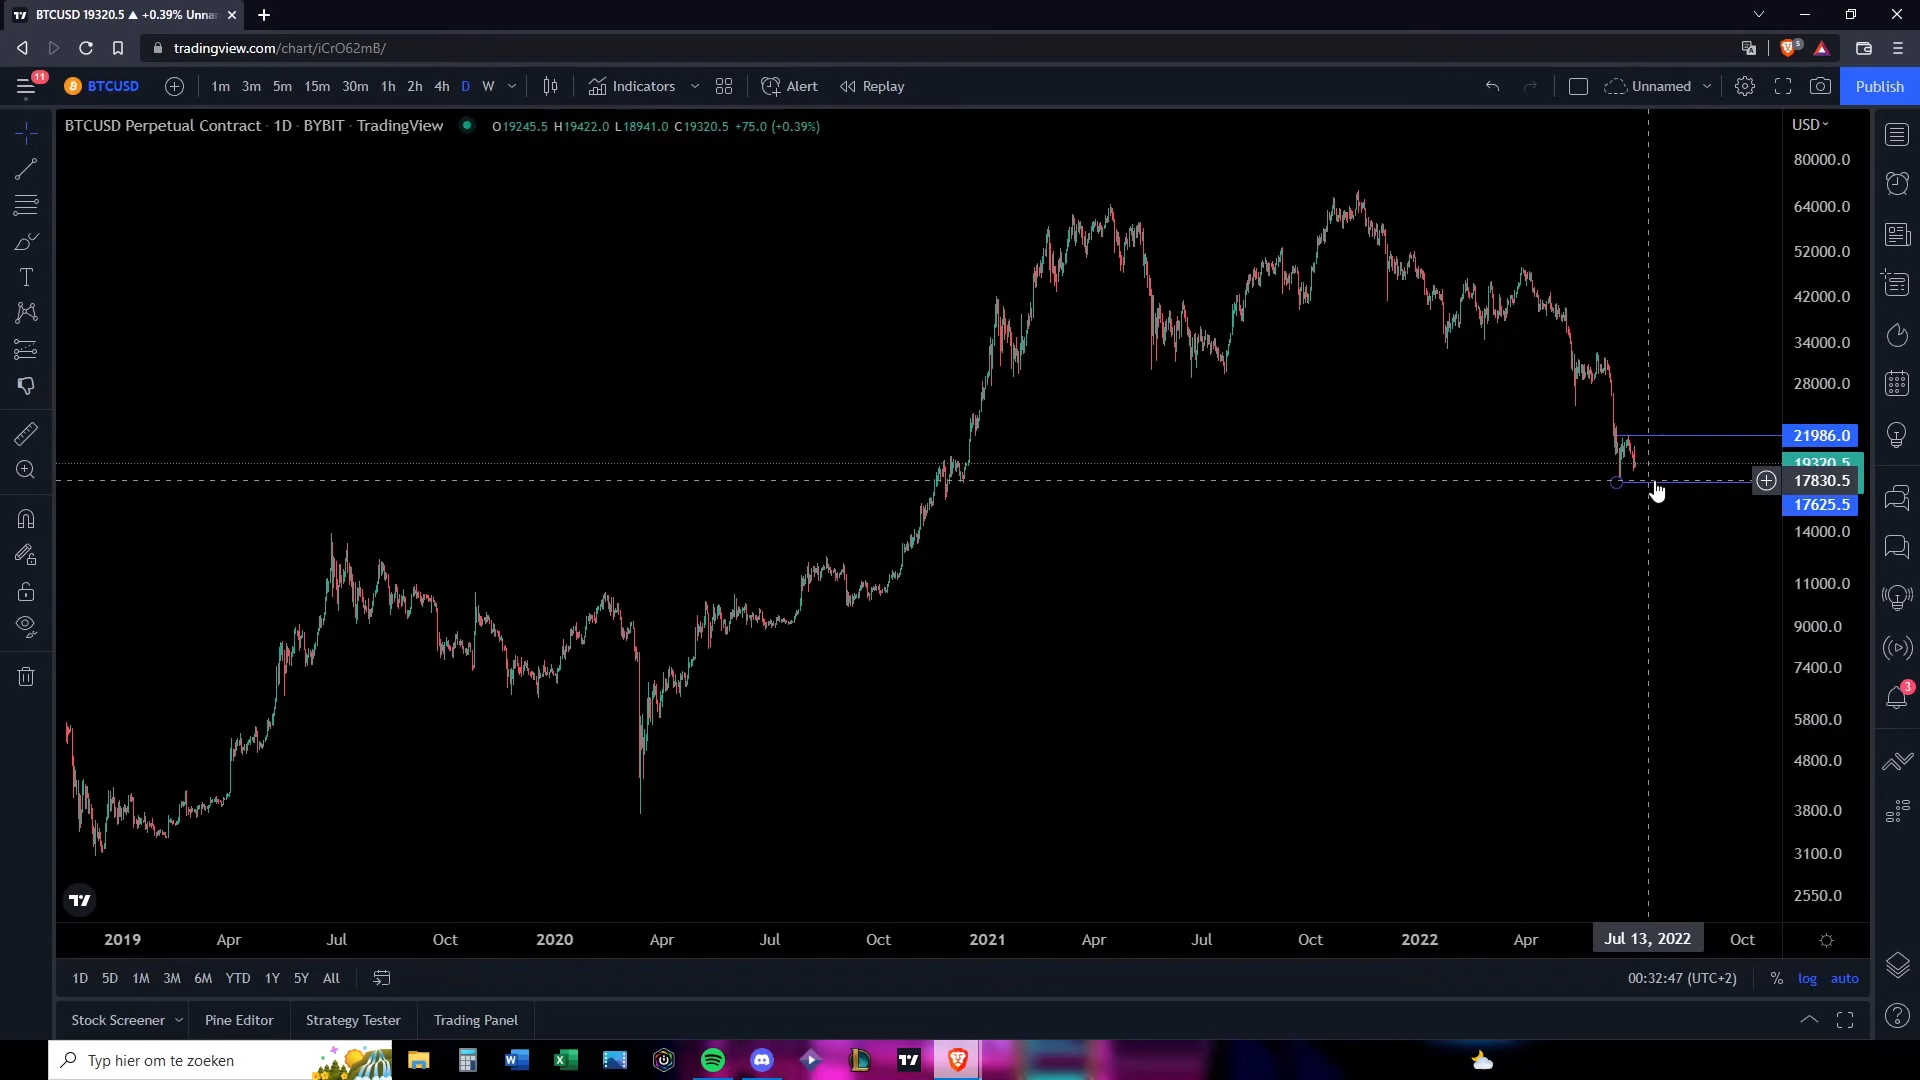 BTCUSD 19320.5 ▲ +0.39% Unna
tradingview.com/chart/iCrO62mB/
5
11
BTCUSD
1m 3m 5m 15m 30m 1h 2h 4h D W
Indicators
Alert
Replay
Unnamed
Publish
BTCUSD Perpetual Contract · 1D · BYBIT · TradingView
O19245.5 H19422.0 L18941.0 C19320.5 +75.0 (+0.39%)
USD
80000.0
64000.0
52000.0
42000.0
34000.0
28000.0
21986.0
19320.5
17830.5
17625.5
14000.0
11000.0
9000.0
7400.0
5800.0
4800.0
3800.0
3100.0
2550.0
3
2019 Apr Jul Oct 2020 Apr Jul Oct 2021 Apr Jul Oct 2022 Apr Jul 13, 2022 Oct
1D 5D 1M 3M 6M YTD 1Y 5Y All
00:32:47 (UTC+2)
% log auto
Stock Screener
Pine Editor
Strategy Tester
Trading Panel
Typ hier om te zoeken